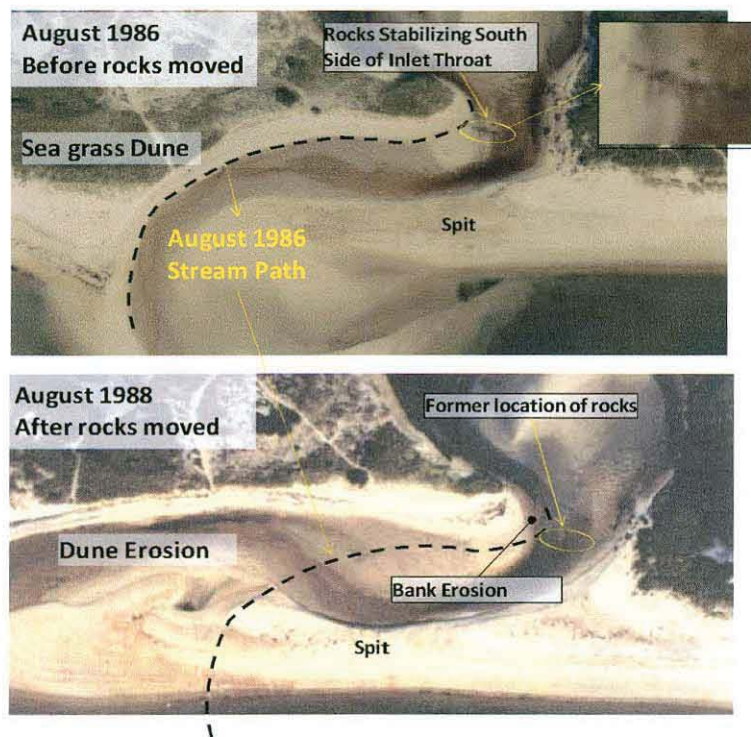 August 1986
Before rocks moved
Rocks Stabilizing South
Side of Inlet Throat
Sea grass Dune
August 1986
Stream Path
Spit
August 1988
After rocks moved
Former location of rocks
Dune Erosion
Bank Erosion
Spit